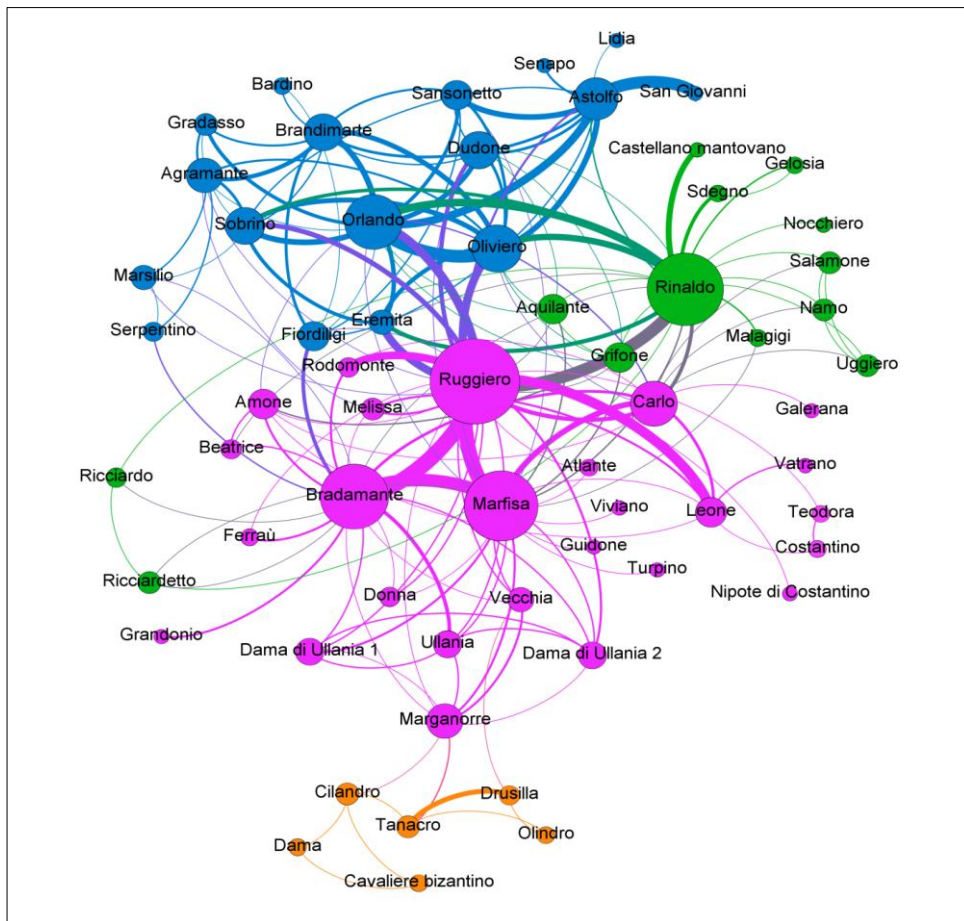 Lidia
Senapo
Bardino
Sansonetto
Astolfo
San Giovanni
Gradasso
Brandimarte
Dudone
Castellano mantovano
Gelosia
Agramante
Sdegno
Sobrino
Orlando
Oliviero
Nocchiero
Salamone
Marsilio
Rinaldo
Aquilante
Namo
Serpentino
Fiordiligi
Eremita
Malagigi
Grifone
Uggiero
Rodomonte
Ruggiero
Amone
Melissa
Carlo
Galerana
Beatrice
Ricciardo
Atlante
Vatrano
Bradamante
Marfisa
Viviano
Leone
Teodora
Ferraù
Guidone
Costantino
Turpino
Ricciardetto
Donna
Vecchia
Nipote di Costantino
Grandonio
Dama di Ullania 1
Ullania
Dama di Ullania 2
Marganorre
Cilandro
Drusilla
Tanacro
Olindro
Dama
Cavaliere bizantino